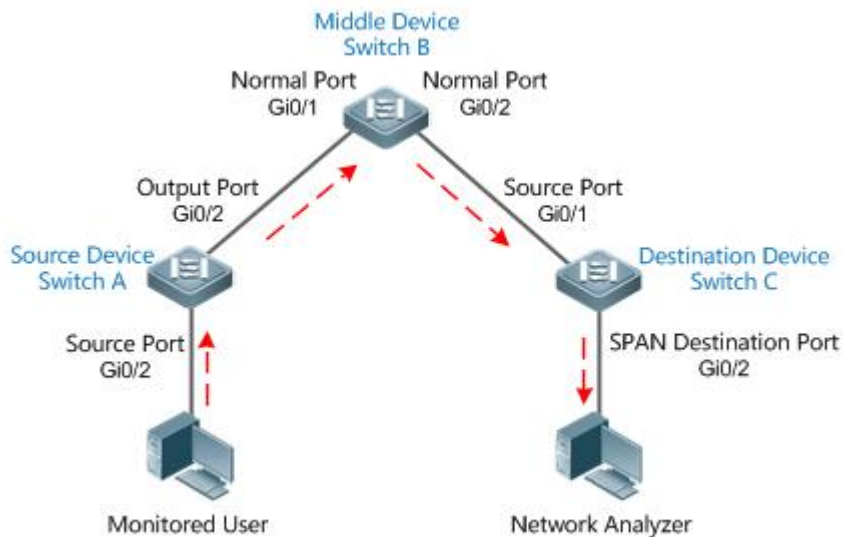 Middle Device
Switch B
Normal Port
Gi0/1
Normal Port
Gi0/2
Output Port
Gi0/2
Source Port
Gi0/1
Source Device
Switch A
Destination Device
Switch C
Source Port
Gi0/2
SPAN Destination Port
Gi0/2
Monitored User
Network Analyzer